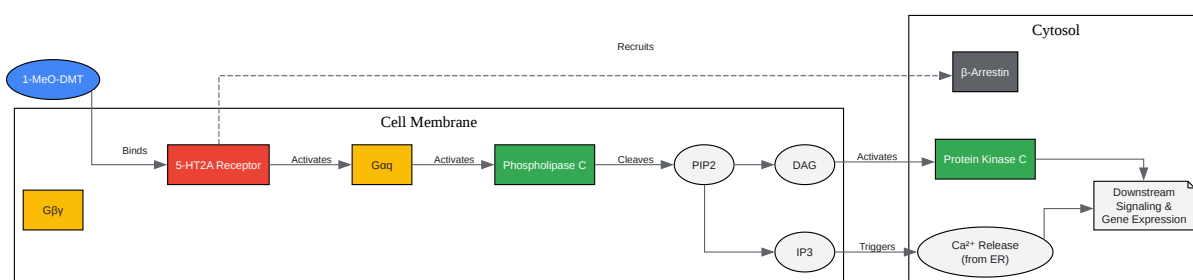 Cytosol
Recruits
1-MeO-DMT
β-Arrestin
Cell Membrane
Binds
5-HT2A Receptor
Activates
Gαq
Activates
Phospholipase C
Cleaves
PIP2
DAG
Activates
Protein Kinase C
Gβγ
Downstream
Signaling &
Gene Expression
IP3
Triggers
Ca²⁺ Release
(from ER)